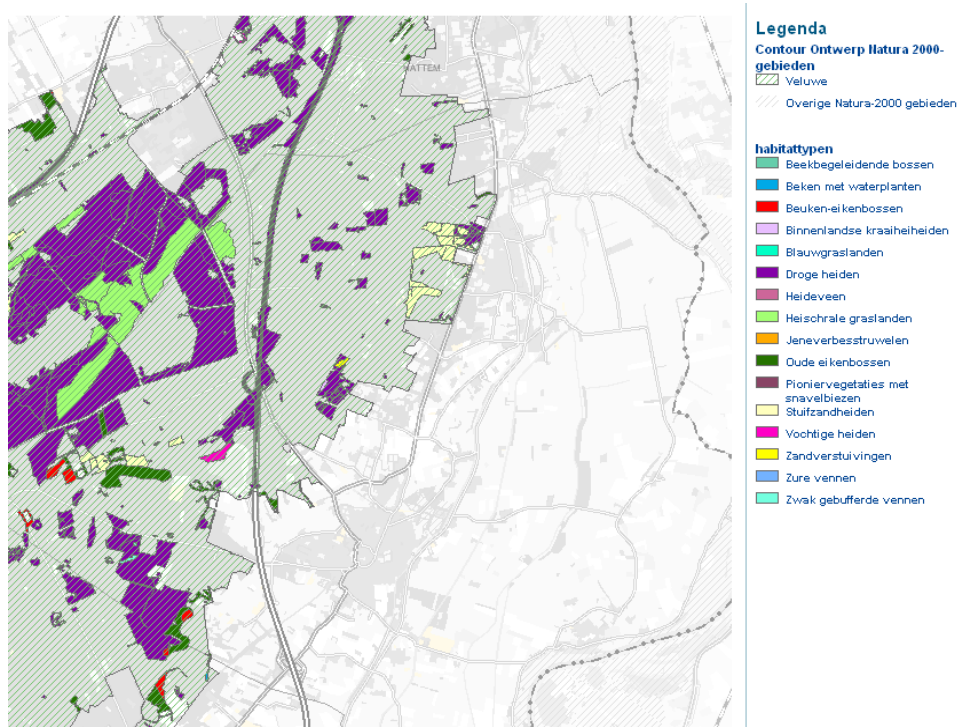 HATTEM
Legenda
Contour Ontwerp Natura 2000-
gebieden
Veluwe
Overige Natura-2000 gebieden
habitattypen
Beekbegeleidende bossen
Beken met waterplanten
Beuken-eikenbossen
Binnenlandse kraaiheiheiden
Blauwgraslanden
Droge heiden
Heideveen
Heischrale graslanden
Jeneverbesstruwelen
Oude eikenbossen
Pioniervegetaties met
snavelbiezen
Stuifzandheiden
Vochtige heiden
Zandverstuivingen
Zure vennen
Zwak gebufferde vennen